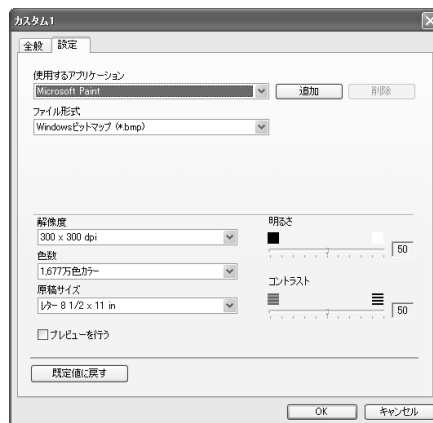 カスタム1
全般 設定
使用するアプリケーション
Microsoft Paint 追加 削除
ファイル形式
Windowsビットマップ (*.bmp)
解像度 明るさ
300 x 300 dpi 50
色数
1,677万色カラー コントラスト
原稿サイズ
レター 8 1/2 x 11 in 50
プレビューを行う
既定値に戻す
OK キャンセル